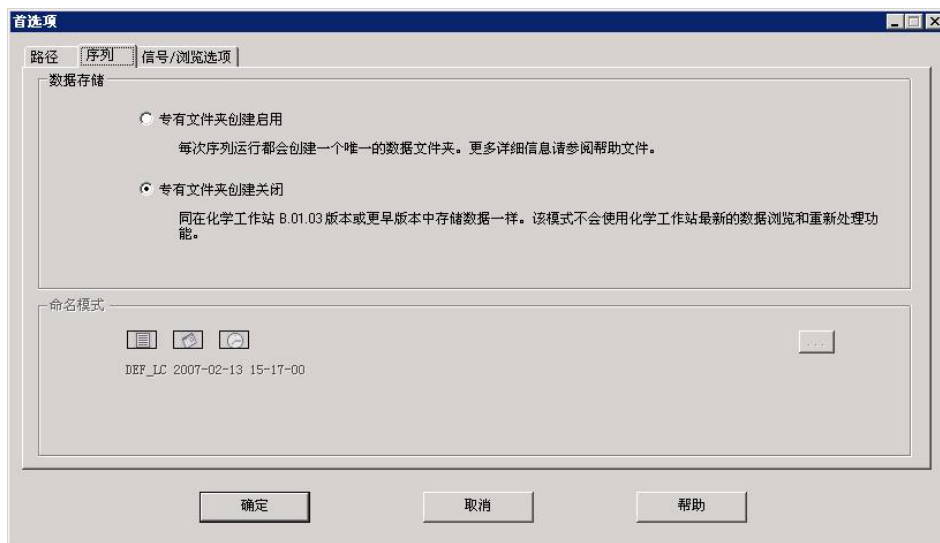 首选项
路径 序列 信号/浏览选项
数据存储
专有文件夹创建启用
每次序列运行都会创建一个唯一的数据文件夹。更多详细信息请参阅帮助文件。
专有文件夹创建关闭
同在化学工作站 B.01.03 版本或更早版本中存储数据一样。该模式不会使用化学工作站最新的数据浏览和重新处理功
能。
命名模式
...
DEF_LC 2007-02-13 15-17-00
确定 取消 帮助